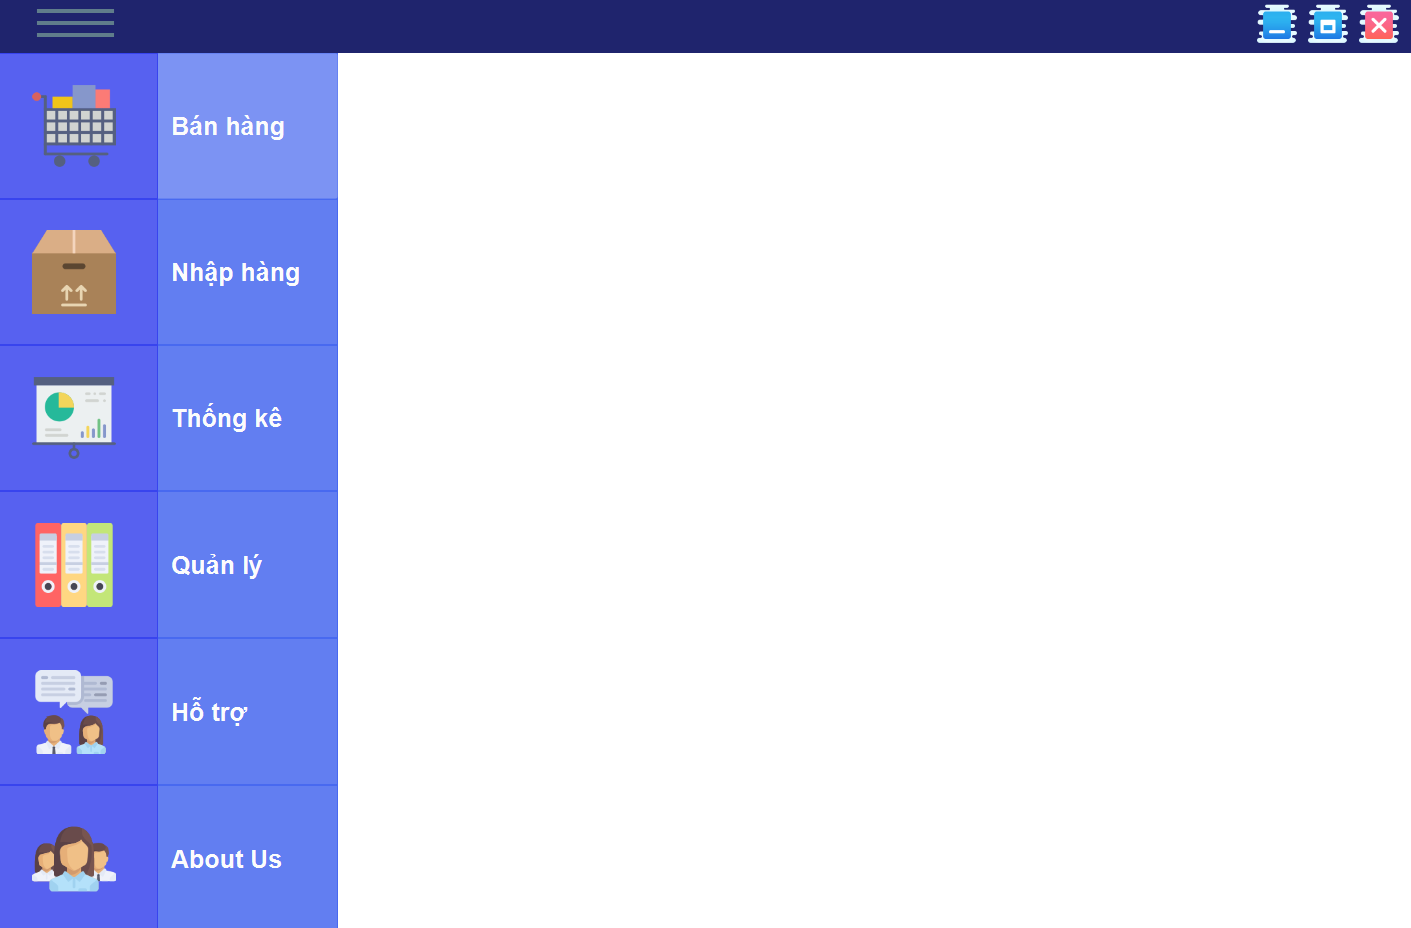 Bán hàng
Nhập hàng
Thống kê
Quản lý
Hỗ trợ
About Us